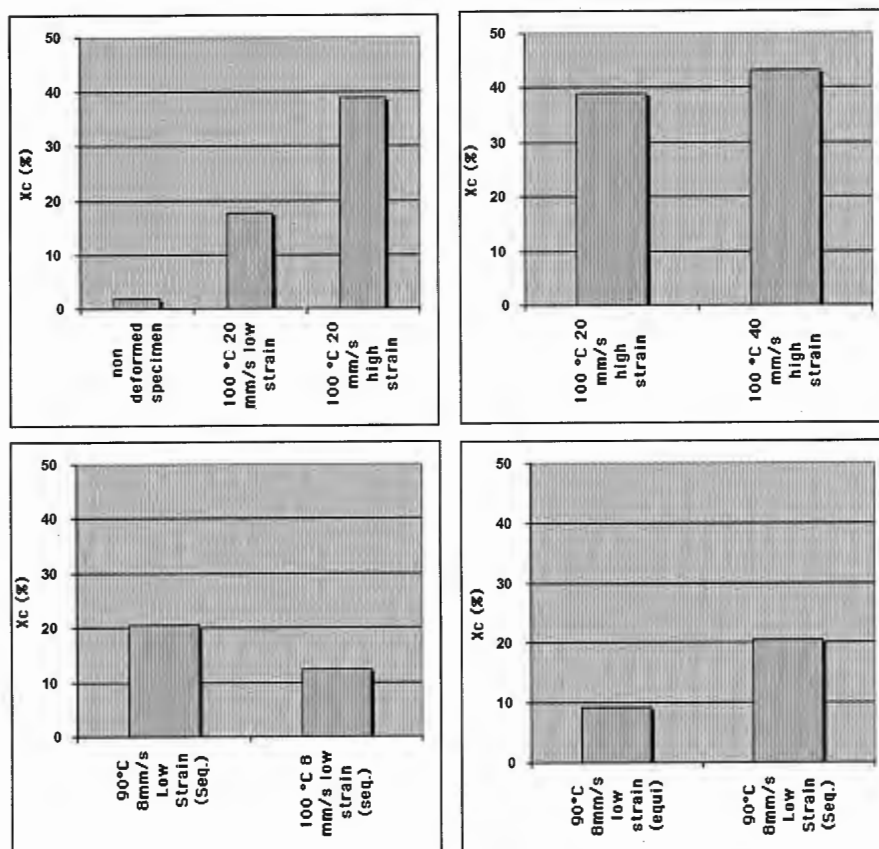 50
40
30
20
10
0
Xc (%)
non
deformed
specimen
100 °C 20
mm/s low
strain
100 °C 20
mm/s
high
strain
50
40
30
20
10
0
Xc (%)
100 °C 20
mm/s
high
strain
100 °C 40
mm/s
high
strain
50
40
30
20
10
0
Xc (%)
90°C
8mm/s
Low
Strain
(Seq.)
100 °C 8
mm/s low
strain
(seq.)
50
40
30
20
10
0
Xc (%)
90°C
8mm/s
low
strain
(equi)
90°C
8mm/s
Low
Strain
(Seq.)